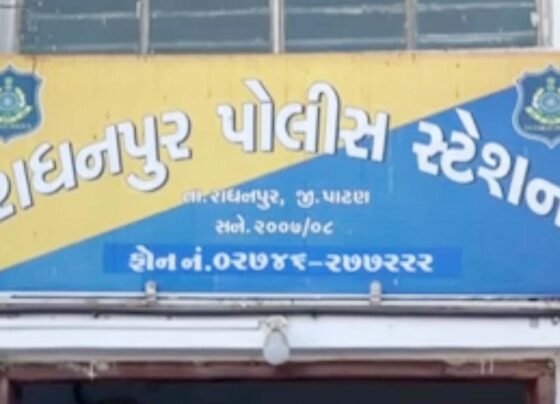 રાધનપુર પોલીસ સ્ટેશન
તા.રાધનપુર, જી.પાટણ
સને.૨૦૦૭/૦૮
ફોન નં.૦૨૭૪૬-૨૭૭૨૨૨